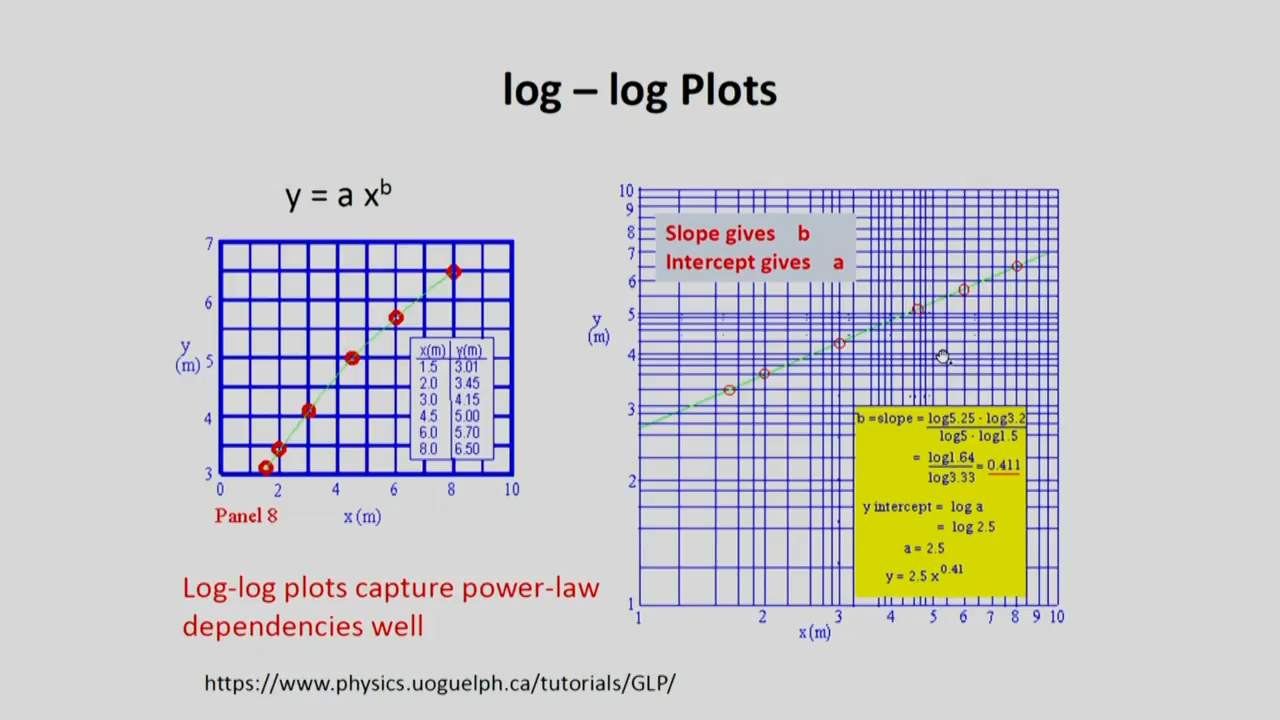 log – log Plots
y = a x^b
7
6
y
(m) 5
4
3
0 2 4 6 8 10
Panel 8 x (m)
x(m) y(m)
1.5 3.01
2.0 3.45
3.0 4.15
4.5 5.00
6.0 5.70
8.0 6.50
Log-log plots capture power-law
dependencies well
https://www.physics.uoguelph.ca/tutorials/GLP/
Slope gives b
Intercept gives a
10
9
8
7
6
5
y
(m)
4
3
2
1
1 2 3 4 5 6 7 8 9 10
x (m)
b = slope = log5.25 - log3.2
log5 - log1.5
= log1.64
log3.33 = 0.411
y intercept = log a
= log 2.5
a = 2.5
y = 2.5 x^0.41